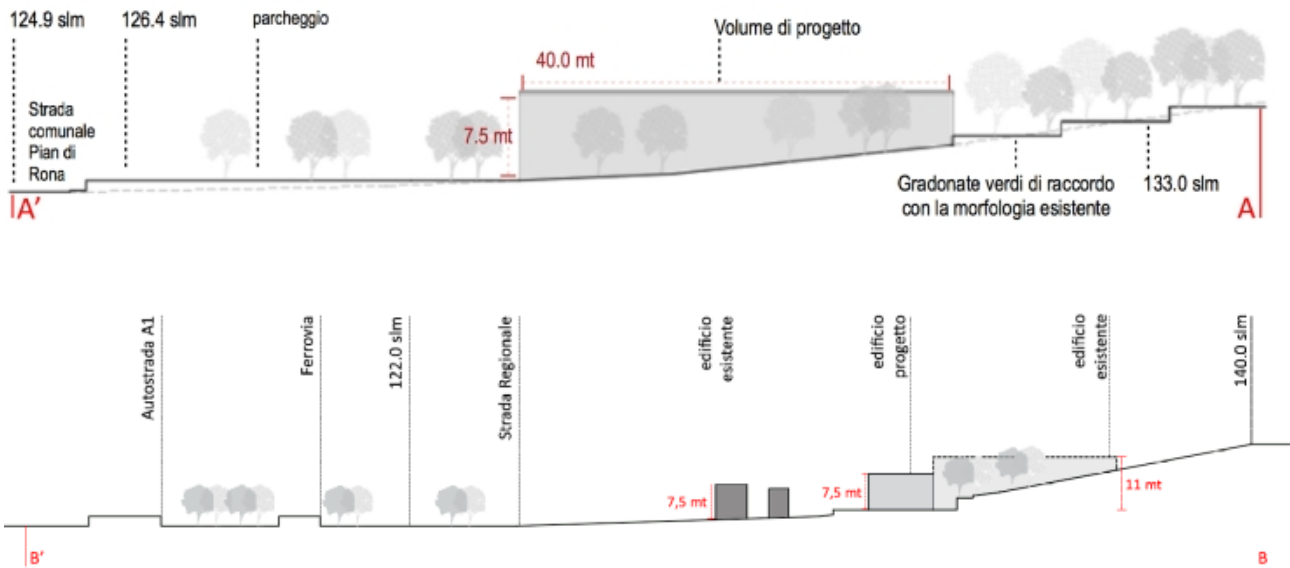 124.9 slm
126.4 slm
parcheggio
Volume di progetto
40.0 mt
Strada
comunale
Pian di
Rona
7.5 mt
Gradonate verdi di raccordo
con la morfologia esistente
133.0 slm
A'
A
Autostrada A1
Ferrovia
122.0 slm
Strada Regionale
edificio
esistente
edificio
progetto
edificio
esistente
140.0 slm
7,5 mt
7,5 mt
11 mt
B'
B